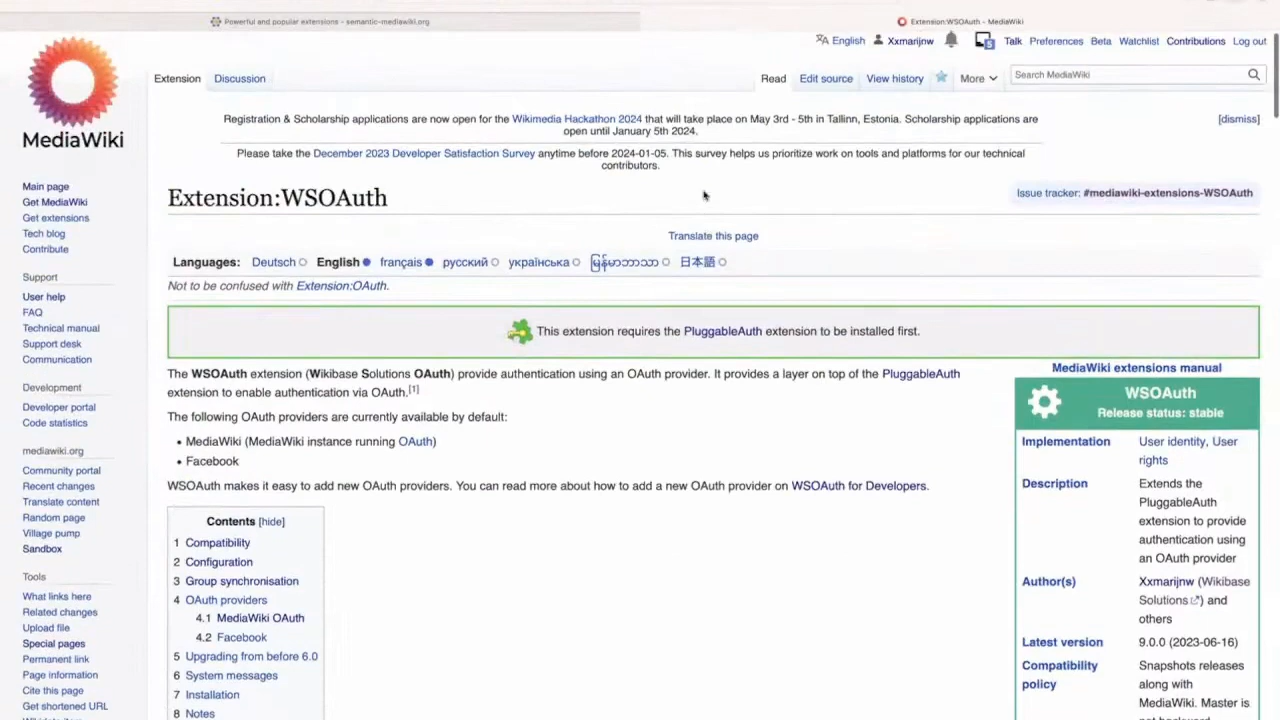 Powerful and popular extensions - semantic-mediawiki.org
Extension:WSOAuth - MediaWiki
English Xxmarijnw 5 Talk Preferences Beta Watchlist Contributions Log out
Extension Discussion Read Edit source View history More Search MediaWiki
MediaWiki
Registration & Scholarship applications are now open for the Wikimedia Hackathon 2024 that will take place on May 3rd - 5th in Tallinn, Estonia. Scholarship applications are
open until January 5th 2024.
[dismiss]
Please take the December 2023 Developer Satisfaction Survey anytime before 2024-01-05. This survey helps us prioritize work on tools and platforms for our technical
contributors.
Main page
Get MediaWiki
Get extensions
Tech blog
Contribute
Support
User help
FAQ
Technical manual
Support desk
Communication
Development
Developer portal
Code statistics
mediawiki.org
Community portal
Recent changes
Translate content
Random page
Village pump
Sandbox
Tools
What links here
Related changes
Upload file
Special pages
Permanent link
Page information
Cite this page
Get shortened URL
Extension:WSOAuth
Issue tracker: #mediawiki-extensions-WSOAuth
Translate this page
Languages: Deutsch English français русский українська မြန်မာဘာသာ 日本語
Not to be confused with Extension:OAuth.
This extension requires the PluggableAuth extension to be installed first.
The WSOAuth extension (Wikibase Solutions OAuth) provide authentication using an OAuth provider. It provides a layer on top of the PluggableAuth
extension to enable authentication via OAuth.[1]
The following OAuth providers are currently available by default:
• MediaWiki (MediaWiki instance running OAuth)
• Facebook
WSOAuth makes it easy to add new OAuth providers. You can read more about how to add a new OAuth provider on WSOAuth for Developers.
Contents [hide]
1 Compatibility
2 Configuration
3 Group synchronisation
4 OAuth providers
4.1 MediaWiki OAuth
4.2 Facebook
5 Upgrading from before 6.0
6 System messages
7 Installation
8 Notes
MediaWiki extensions manual
WSOAuth
Release status: stable
Implementation User identity, User
rights
Description Extends the
PluggableAuth
extension to provide
authentication using
an OAuth provider
Author(s) Xxmarijnw (Wikibase
Solutions) and
others
Latest version 9.0.0 (2023-06-16)
Compatibility Snapshots releases
policy along with
MediaWiki. Master is